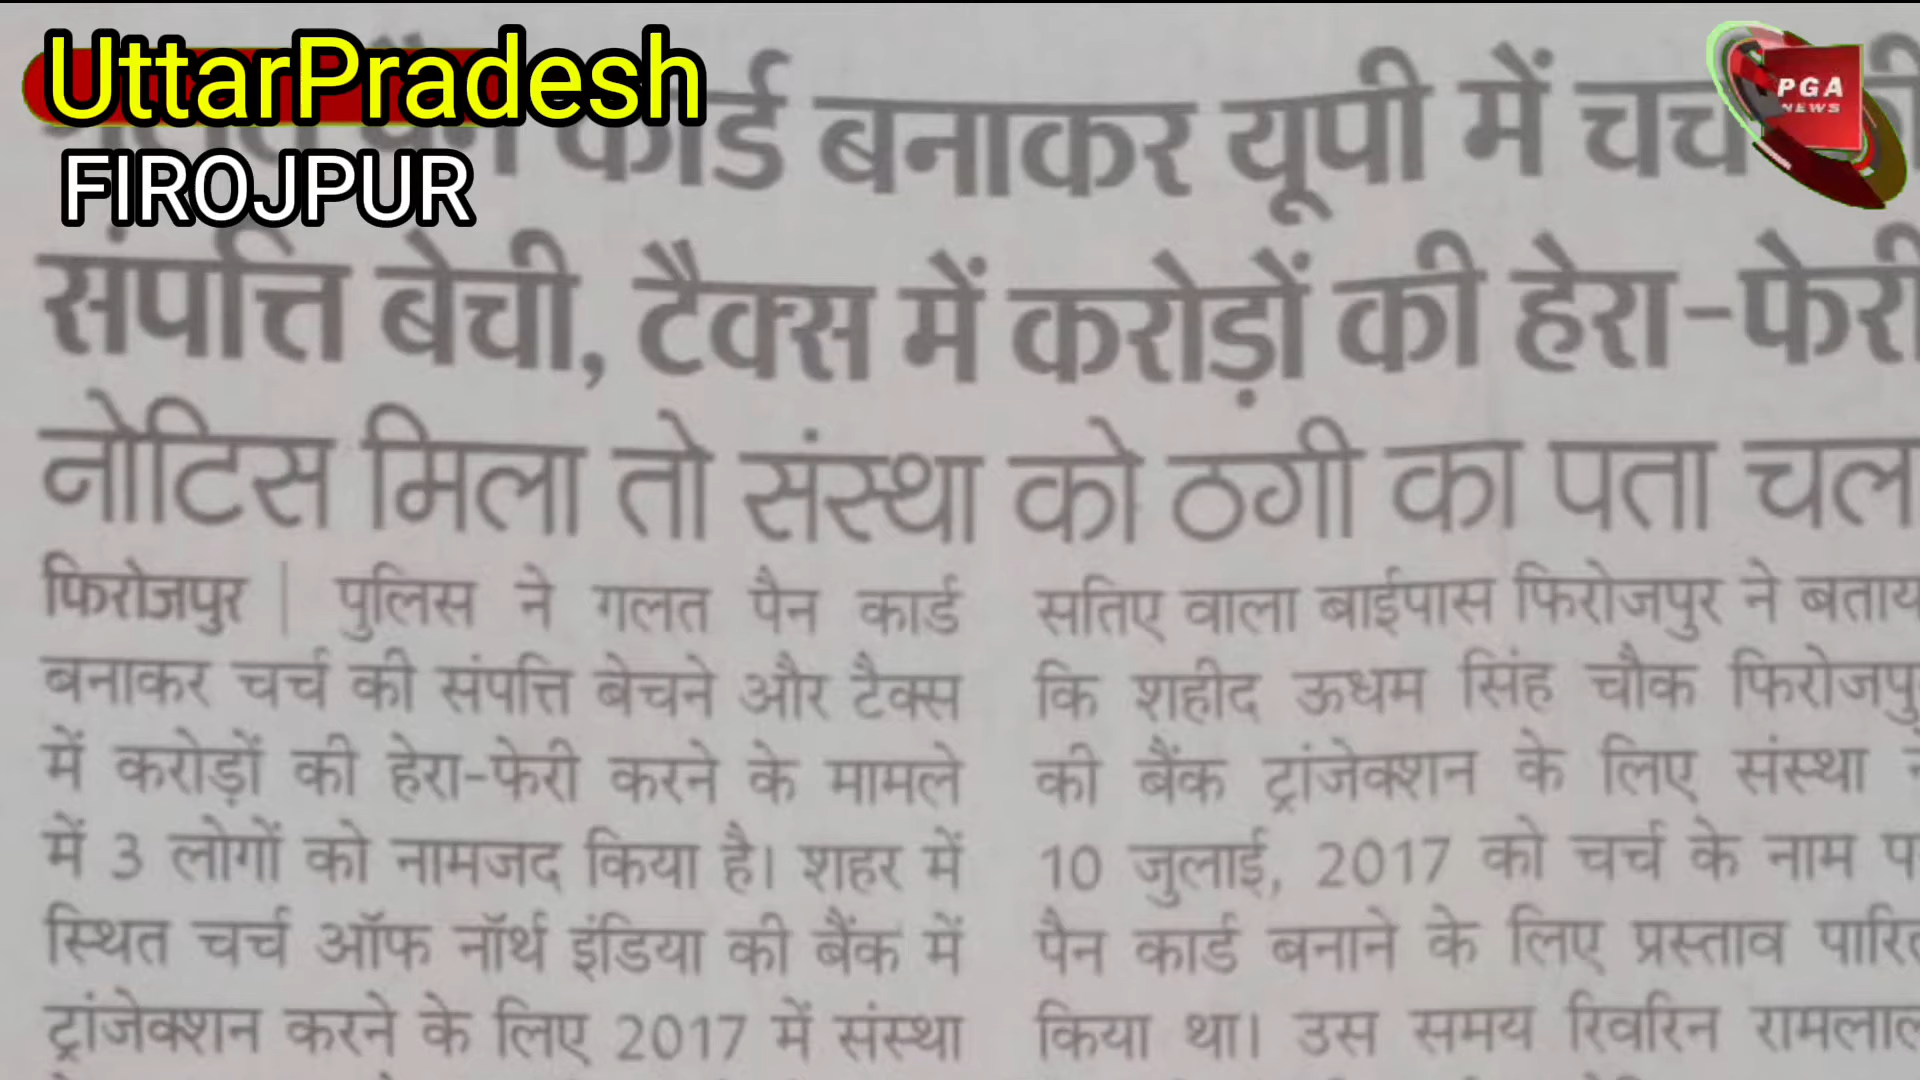 UttarPradesh
FIROJPUR
PGA
NEWS
कार्ड बनाकर यूपी में
संपत्ति बेची, टैक्स में करोड़ों की हेरा-फेरी
नोटिस मिला तो संस्था को ठगी का पता चल
फिरोजपुर | पुलिस ने गलत पैन कार्ड
बनाकर चर्च की संपत्ति बेचने और टैक्स
में करोड़ों की हेरा-फेरी करने के मामले
में 3 लोगों को नामजद किया है। शहर में
स्थित चर्च ऑफ नॉर्थ इंडिया की बैंक में
ट्रांजेक्शन करने के लिए 2017 में संस्था
सतिए वाला बाईपास फिरोजपुर ने बताय
कि शहीद ऊधम सिंह चौक फिरोजपु
की बैंक ट्रांजेक्शन के लिए संस्था
10 जुलाई, 2017 को चर्च के नाम प
पैन कार्ड बनाने के लिए प्रस्ताव पारि
किया था। उस समय रिवरिन रामलाल